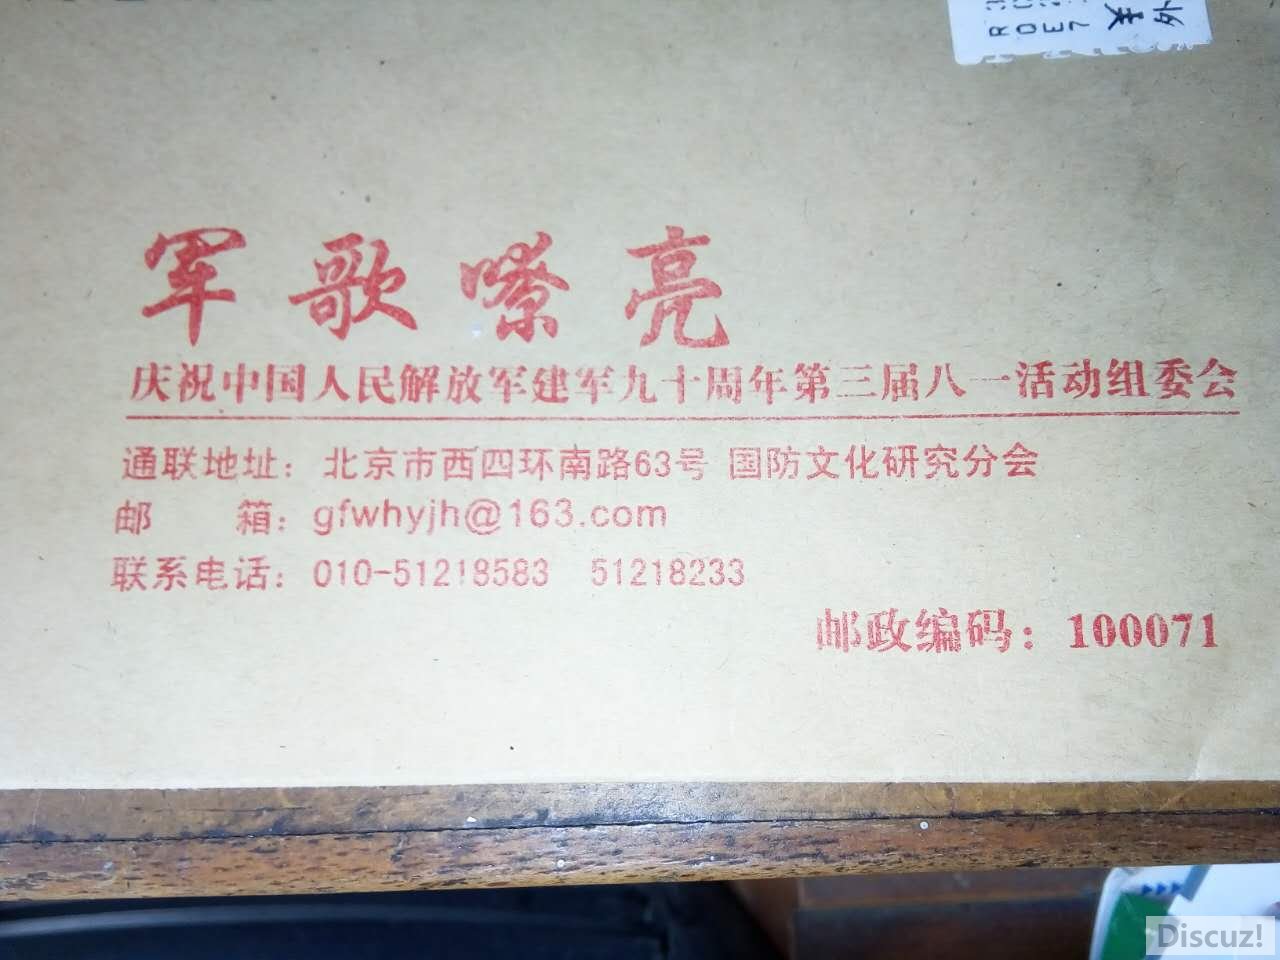 军歌嘹亮
庆祝中国人民解放军建军九十周年第三届八一活动组委会
通联地址：北京市西四环南路63号 国防文化研究分会
邮 箱：gfwhyjh@163.com
联系电话：010-51218583 51218233
邮政编码：100071
Discuz!